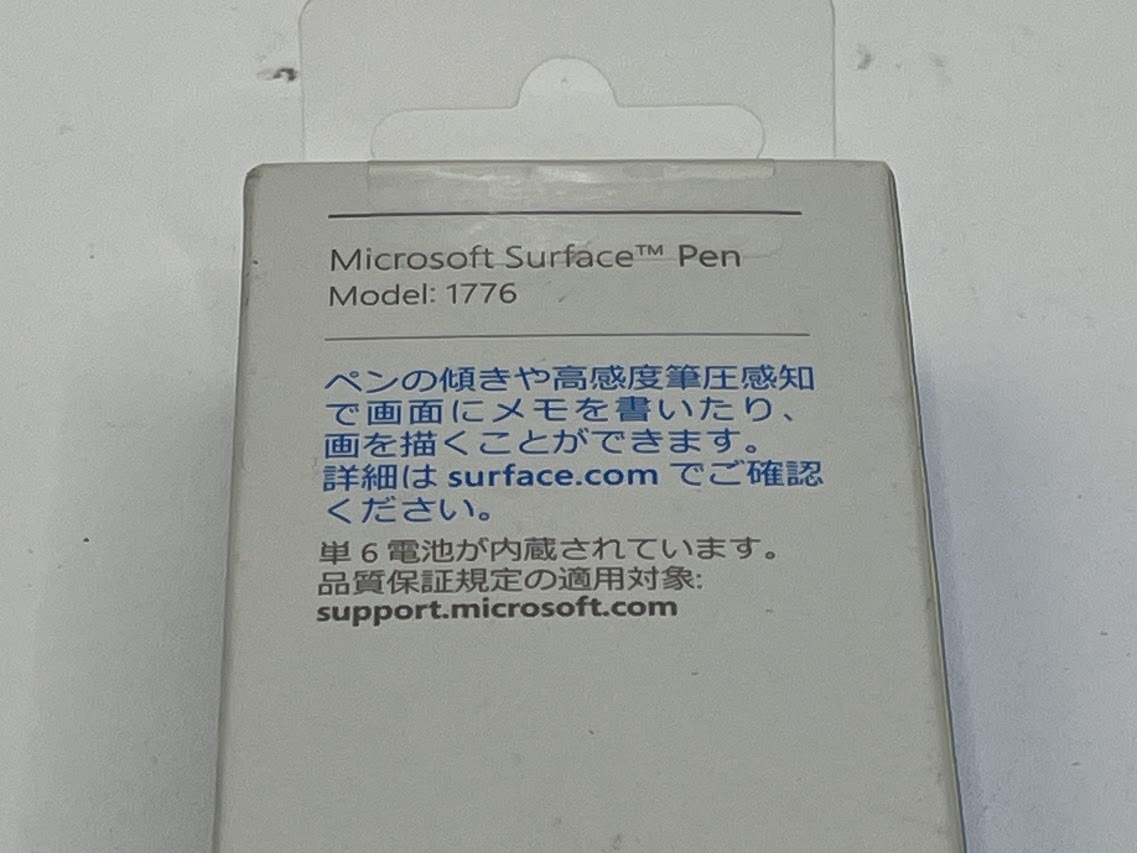 Microsoft Surface™ Pen
Model: 1776
ペンの傾きや高感度筆圧感知
で画面にメモを書いたり、
画を描くことができます。
詳細は surface.com でご確認
ください。
単6電池が内蔵されています。
品質保証規定の適用対象:
support.microsoft.com